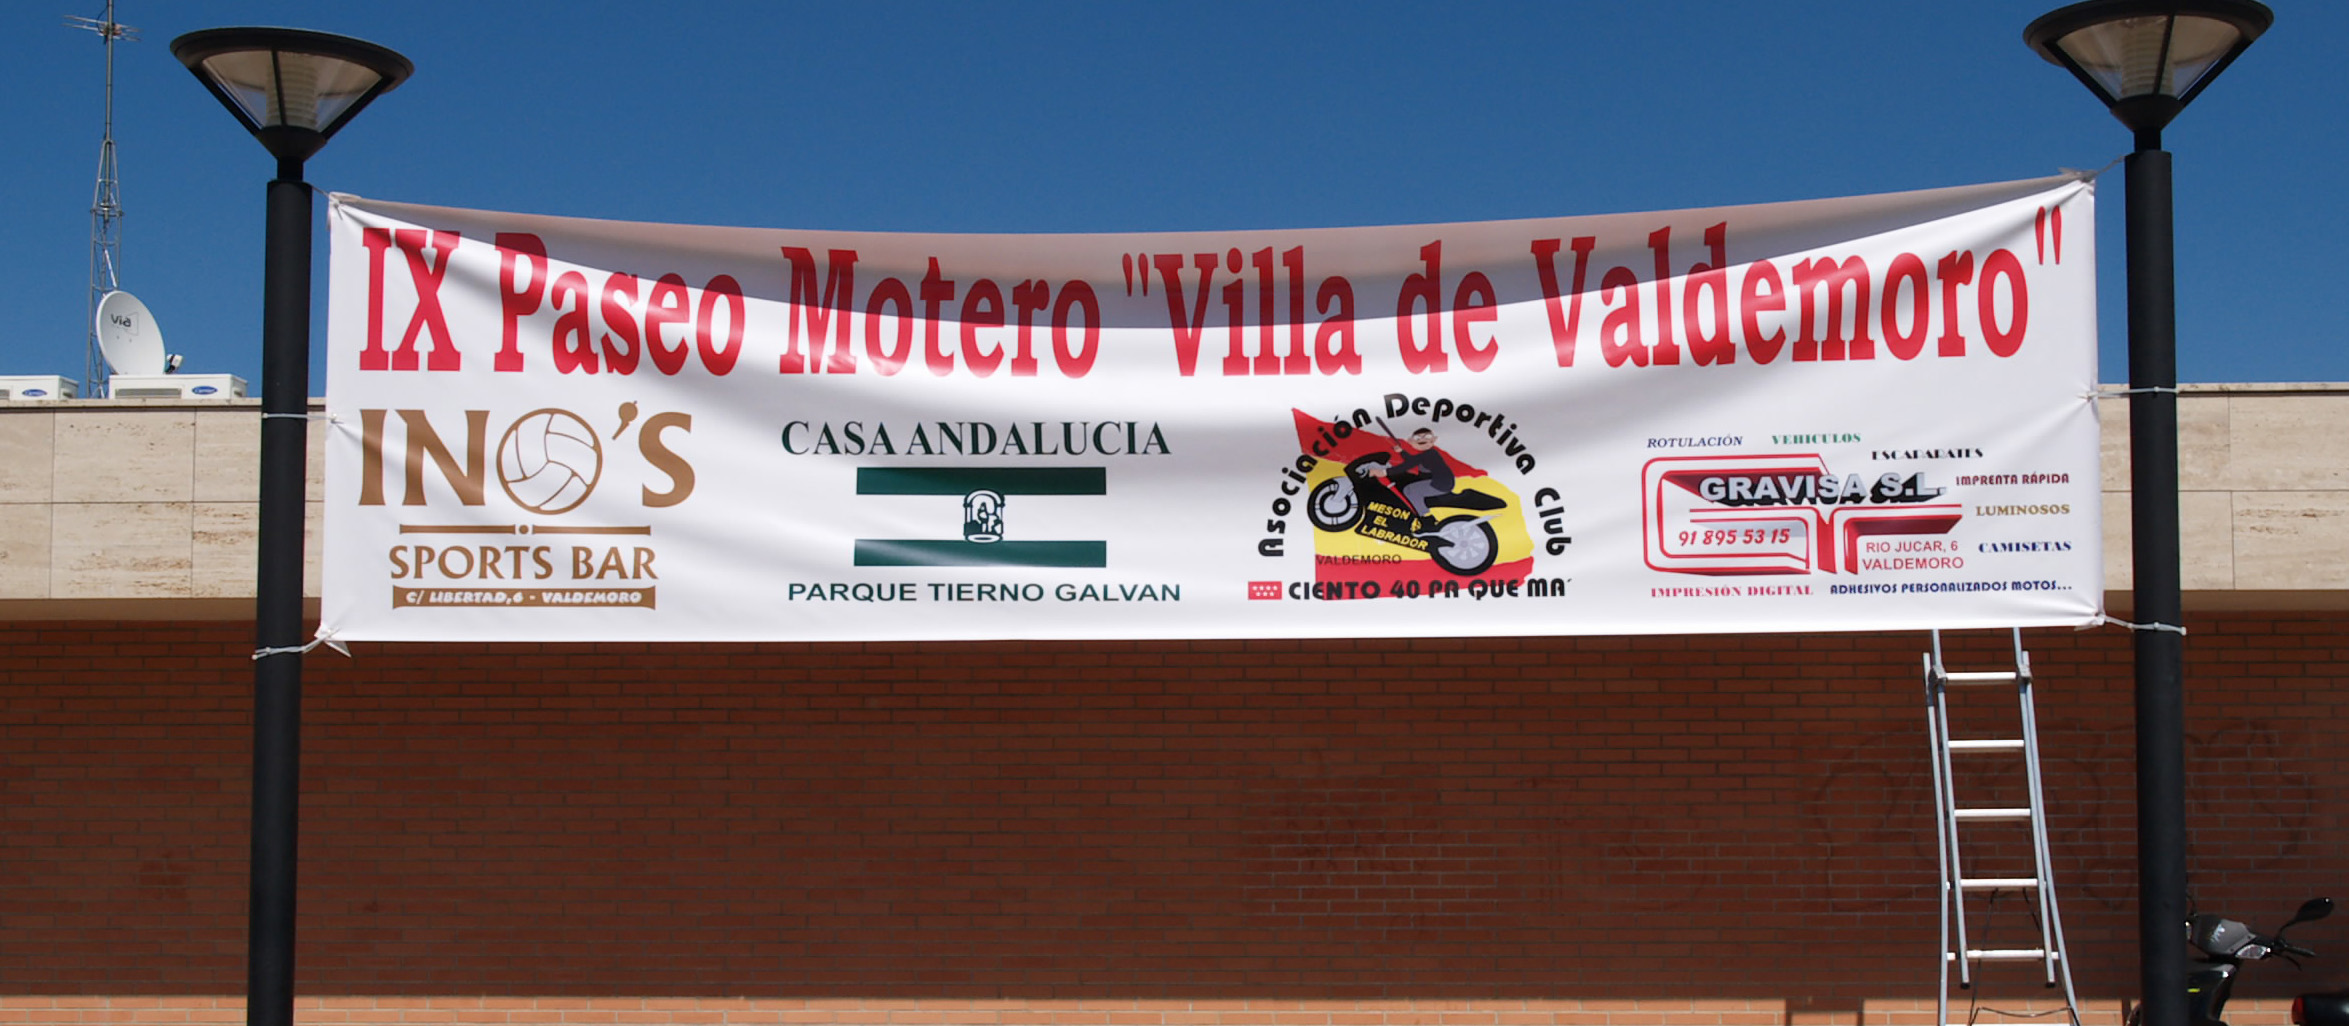 IX Paseo Motero "Villa de Valdemoro"
INO'S
SPORTS BAR
C/ LIBERTAD, 6 - VALDEMORO
CASA ANDALUCIA
PARQUE TIERNO GALVAN
Asociación Deportiva Club
MESON
EL
LABRADOR
VALDEMORO
CIENTO 40 PA QUE MA´
ROTULACIÓN
VEHICULOS
ESCAPARATES
GRAVISA S.L.
IMPRENTA RÁPIDA
LUMINOSOS
91 895 53 15
RIO JUCAR, 6
VALDEMORO
CAMISETAS
IMPRESIÓN DIGITAL
ADHESIVOS PERSONALIZADOS MOTOS...
Via